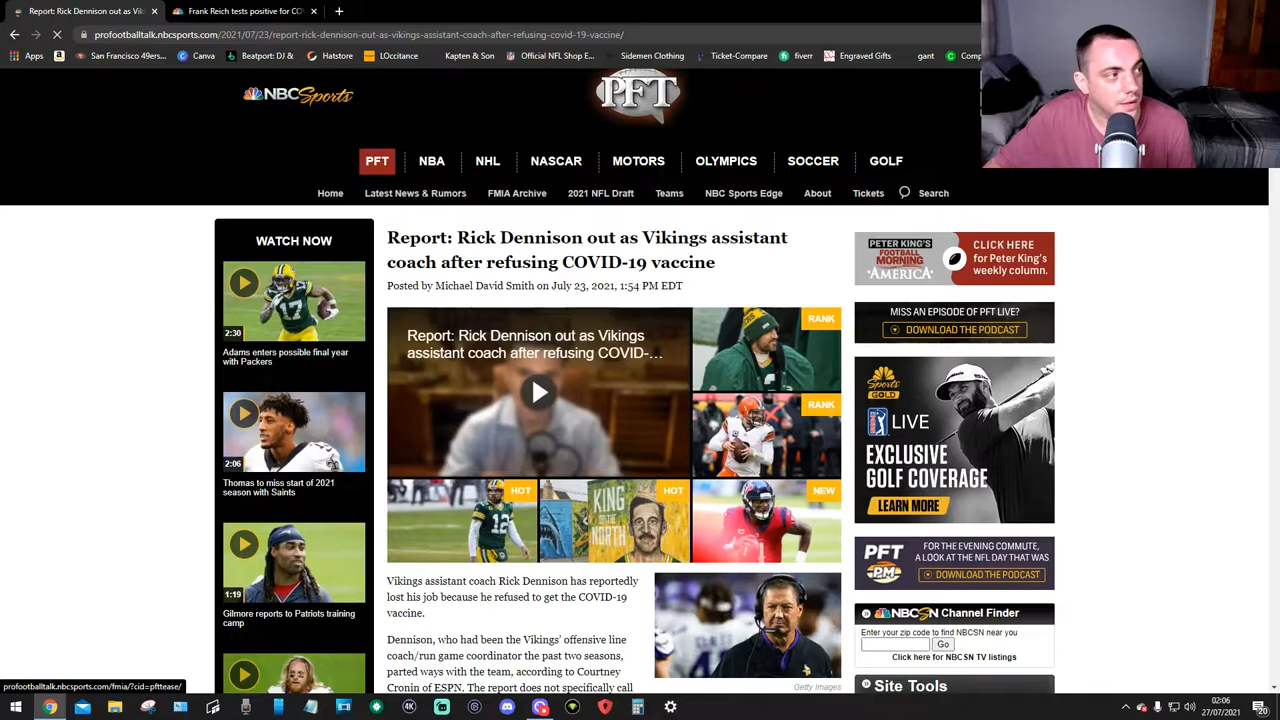 Report: Rick Dennison out as Vik
Frank Reich tests positive for COV
profootballtalk.nbcsports.com/2021/07/23/report-rick-dennison-out-as-vikings-assistant-coach-after-refusing-covid-19-vaccine/
Apps San Francisco 49ers... Canva Beatport: DJ & Hatstore LOccitance Kapten & Son Official NFL Shop E... Sidemen Clothing Ticket-Compare fiverr Engraved Gifts gant Comp
NBC Sports
PFT
PFT NBA NHL NASCAR MOTORS OLYMPICS SOCCER GOLF
Home Latest News & Rumors FMIA Archive 2021 NFL Draft Teams NBC Sports Edge About Tickets Search
WATCH NOW
2:30
Adams enters possible final year
with Packers
2:06
Thomas to miss start of 2021
season with Saints
1:19
Gilmore reports to Patriots training
camp
Report: Rick Dennison out as Vikings assistant
coach after refusing COVID-19 vaccine
Posted by Michael David Smith on July 23, 2021, 1:54 PM EDT
Report: Rick Dennison out as Vikings
assistant coach after refusing COVID-...
RANK
RANK
HOT
HOT
NEW
KING
OF THE
NORTH
Vikings assistant coach Rick Dennison has reportedly
lost his job because he refused to get the COVID-19
vaccine.
Dennison, who had been the Vikings' offensive line
coach/run game coordinator the past two seasons,
parted ways with the team, according to Courtney
Cronin of ESPN. The report does not specifically call
Getty Images
PETER KING'S
FOOTBALL
MORNING
AMERICA
CLICK HERE
for Peter King's
weekly column.
MISS AN EPISODE OF PFT LIVE?
DOWNLOAD THE PODCAST
Sports
GOLD
PGA TOUR LIVE
EXCLUSIVE
GOLF COVERAGE
LEARN MORE
PFT
PM
FOR THE EVENING COMMUTE,
A LOOK AT THE NFL DAY THAT WAS
DOWNLOAD THE PODCAST
NBCSN Channel Finder
Enter your zip code to find NBCSN near you
Go
Click here for NBCSN TV listings
Site Tools
profootballtalk.nbcsports.com/fmia/?cid=pfttease/
02:06
27/07/2021
20